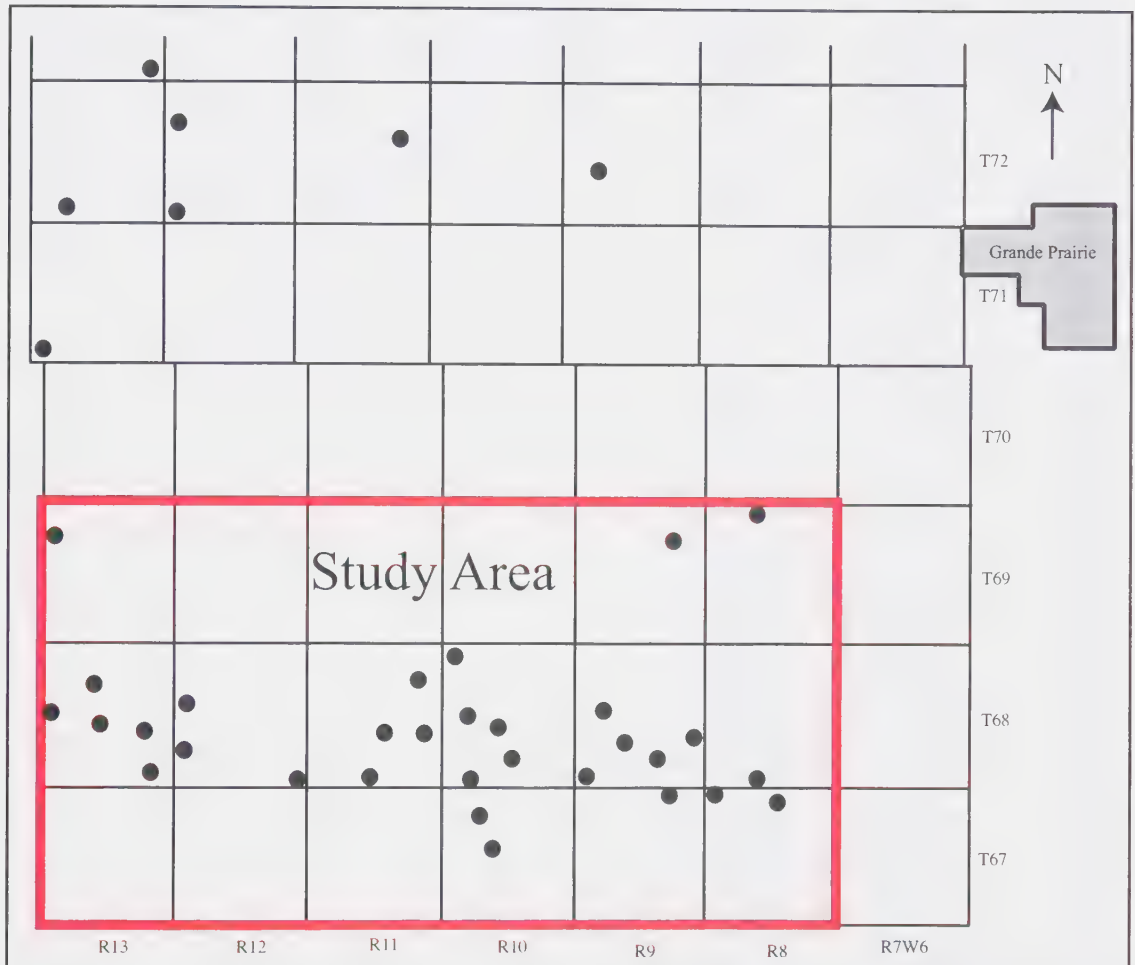 N
T72
Grande Prairie
T71
T70
Study Area
T69
T68
T67
R13 R12 R11 R10 R9 R8 R7W6